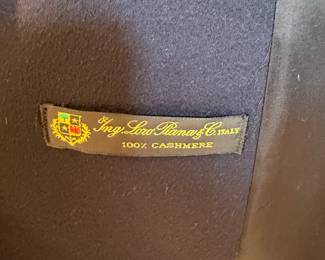 Ing. Loro Piana & C. ITALY
100% CASHMERE